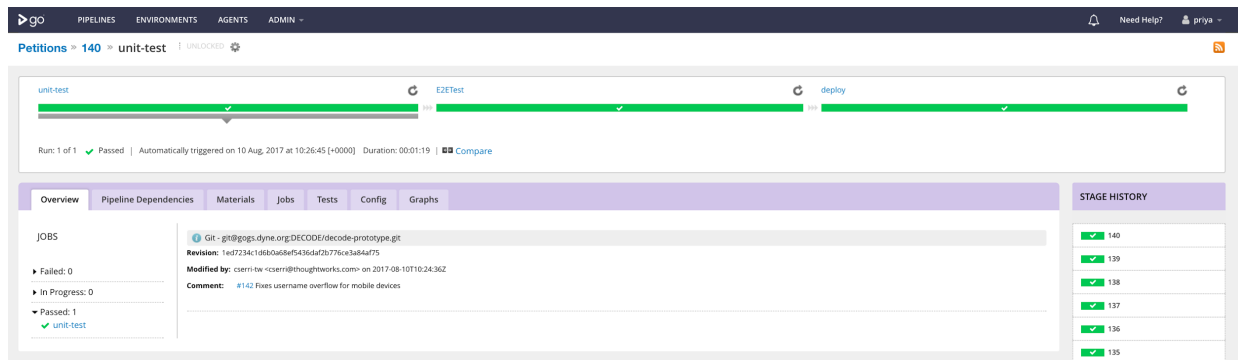 go PIPELINES ENVIRONMENTS AGENTS ADMIN Need Help? priya
Petitions » 140 » unit-test UNLOCKED
unit-test E2ETest deploy
Run: 1 of 1 Passed | Automatically triggered on 10 Aug, 2017 at 10:26:45 [+0000] Duration: 00:01:19 | Compare
Overview Pipeline Dependencies Materials Jobs Tests Config Graphs
STAGE HISTORY
JOBS
Failed: 0
In Progress: 0
Passed: 1
unit-test
Git - git@gogs.dyne.org:DECODE/decode-prototype.git
Revision: 1ed7234c1d6b0a68ef5436daf2b776ce3a84af75
Modified by: cserri-tw <cserri@thoughtworks.com> on 2017-08-10T10:24:36Z
Comment: #142 Fixes username overflow for mobile devices
140
139
138
137
136
135